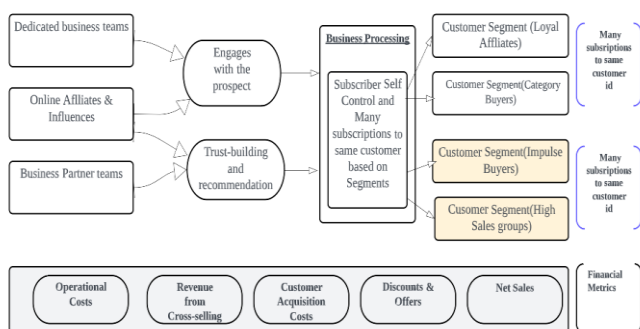 Dedicated business teams
Online Aflliates &
Influences
Business Partner teams
Engages
with the
prospect
Trust-building
and
recommendation
Business Processing
Subscriber Self
Control and
Many
subscriptions to
same customer
based on
Segments
Customer Segment (Loyal
Affliates)
Customer Segment(Category
Buyers)
Customer Segment(Impulse
Buyers)
Cusomer Segment(High
Sales groups)
Many
subsriptions
to same
customer
id
Many
subsriptions
to same
customer
id
Operational
Costs
Revenue
from
Cross-selling
Customer
Acquisition
Costs
Discounts &
Offers
Net Sales
Financial
Metrics